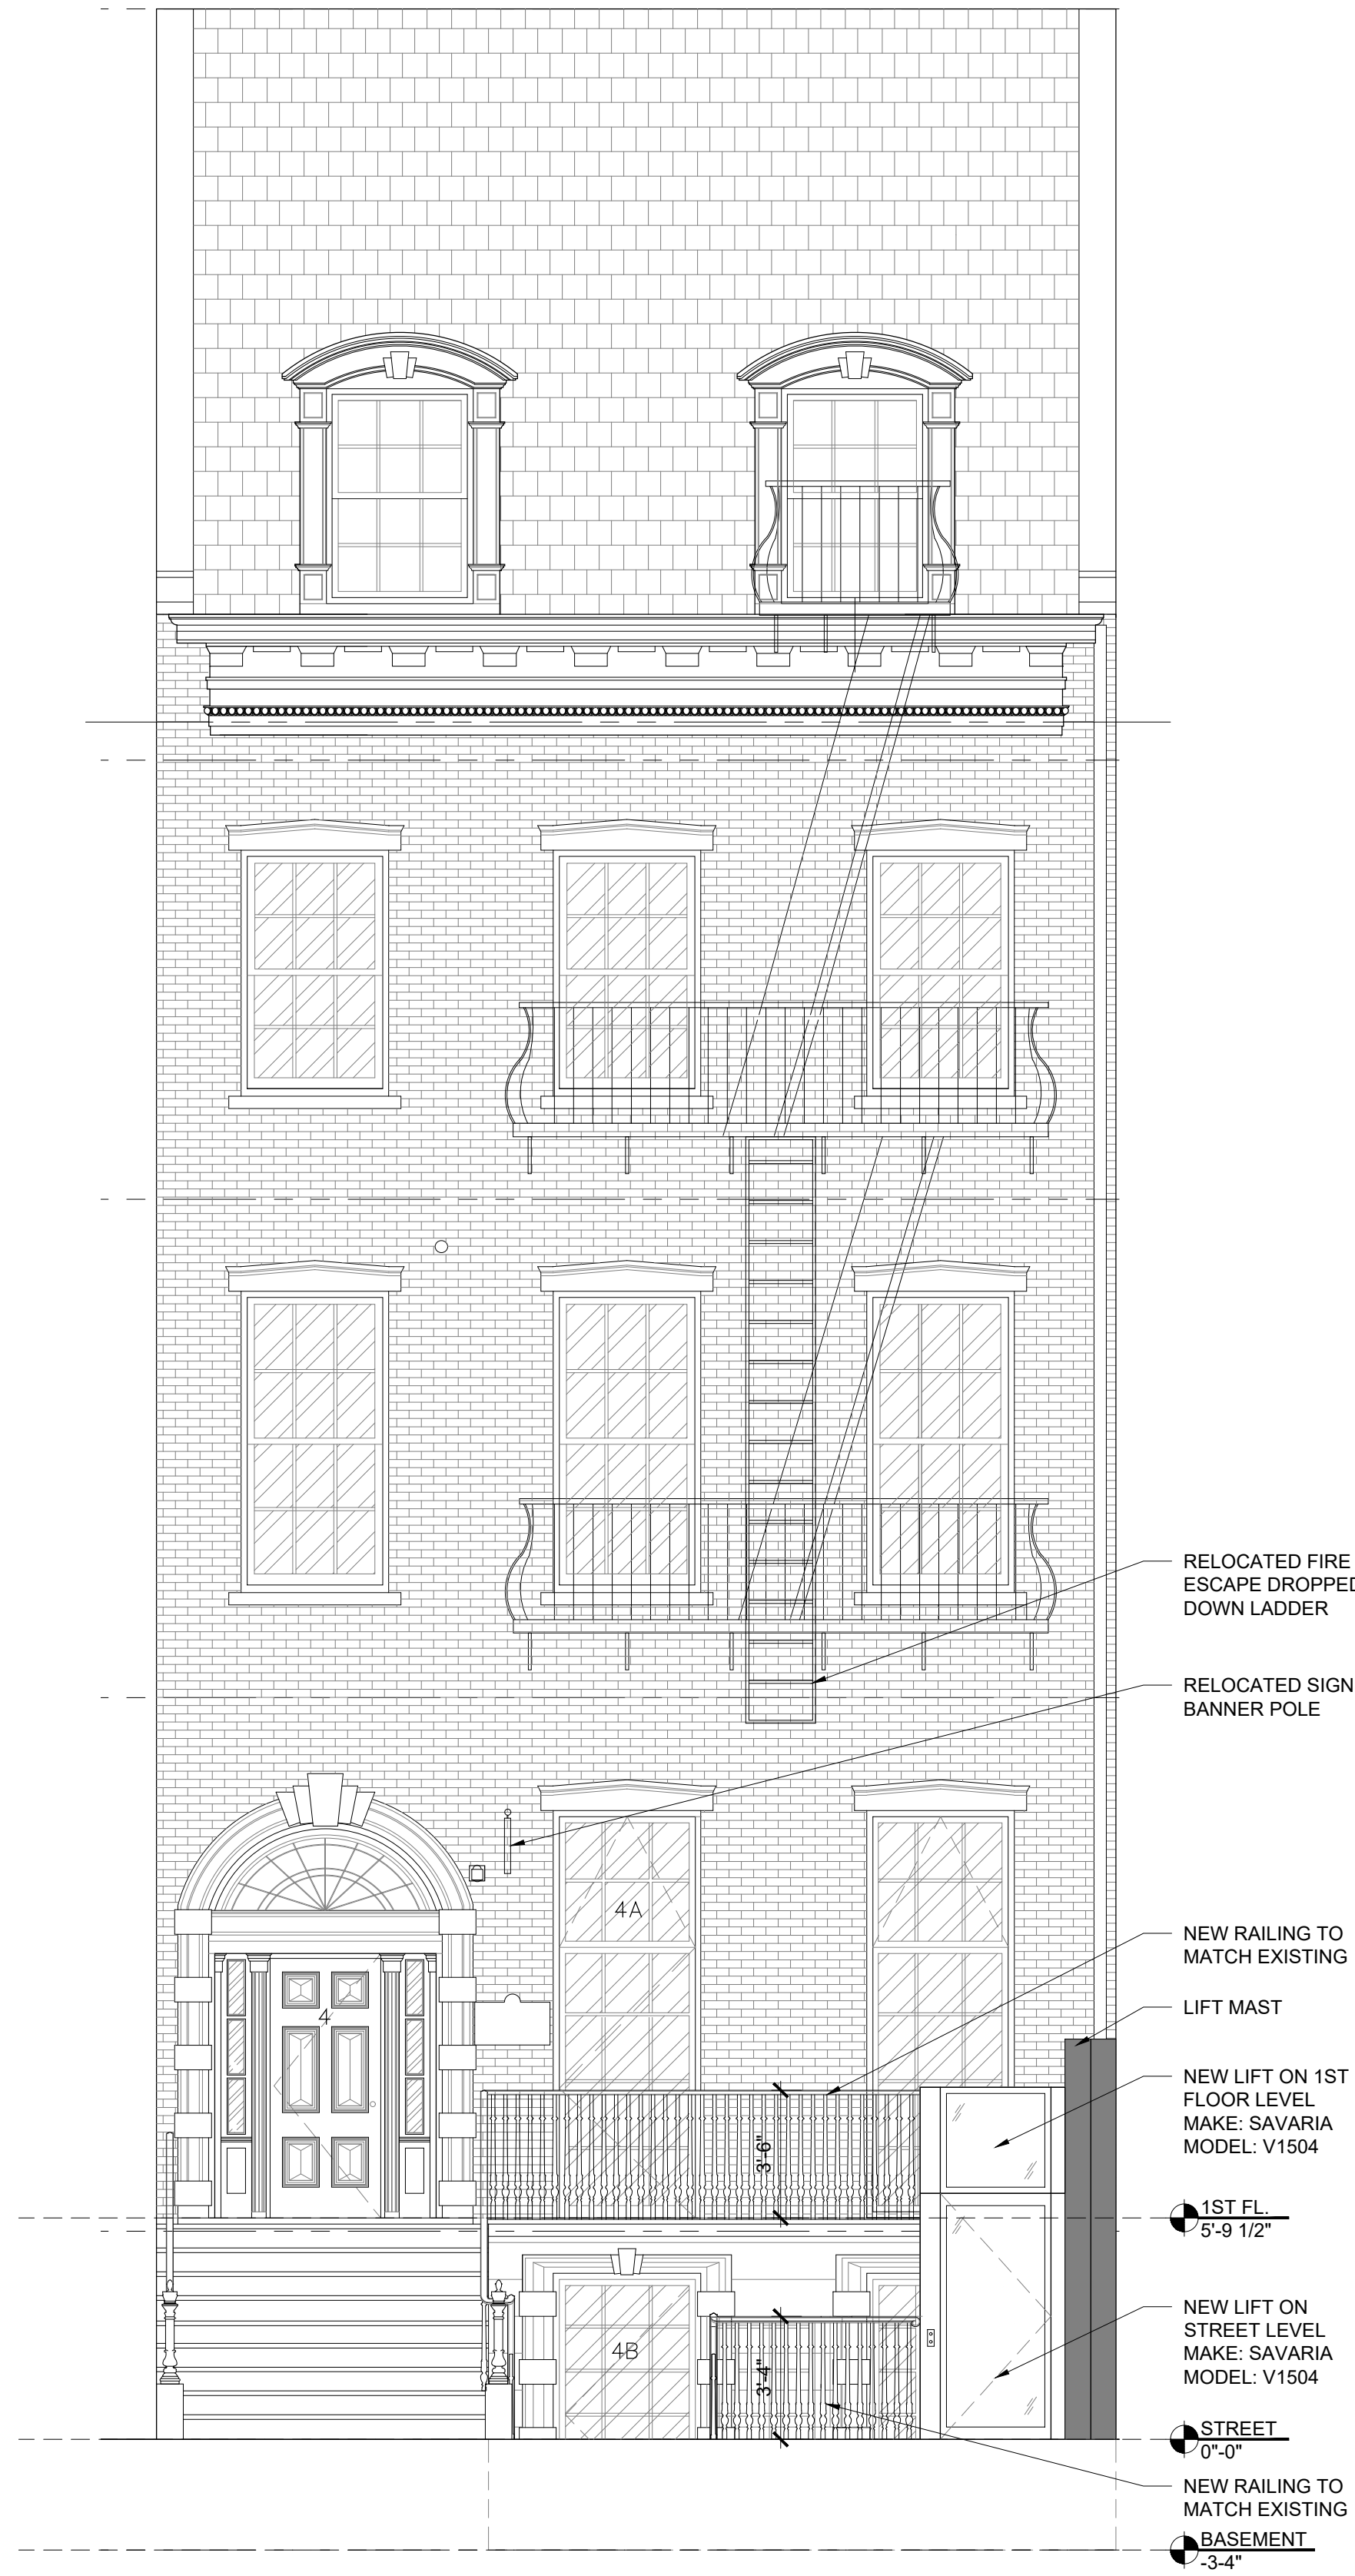 RELOCATED FIRE
ESCAPE DROPPED
DOWN LADDER
RELOCATED SIGN
BANNER POLE
4A
NEW RAILING TO
MATCH EXISTING
LIFT MAST
4
NEW LIFT ON 1ST
FLOOR LEVEL
MAKE: SAVARIA
MODEL: V1504
3'-6"
1ST FL.
5'-9 1/2"
NEW LIFT ON
STREET LEVEL
MAKE: SAVARIA
MODEL: V1504
4B
3'-4"
STREET
0"-0"
NEW RAILING TO
MATCH EXISTING
BASEMENT
-3-4"